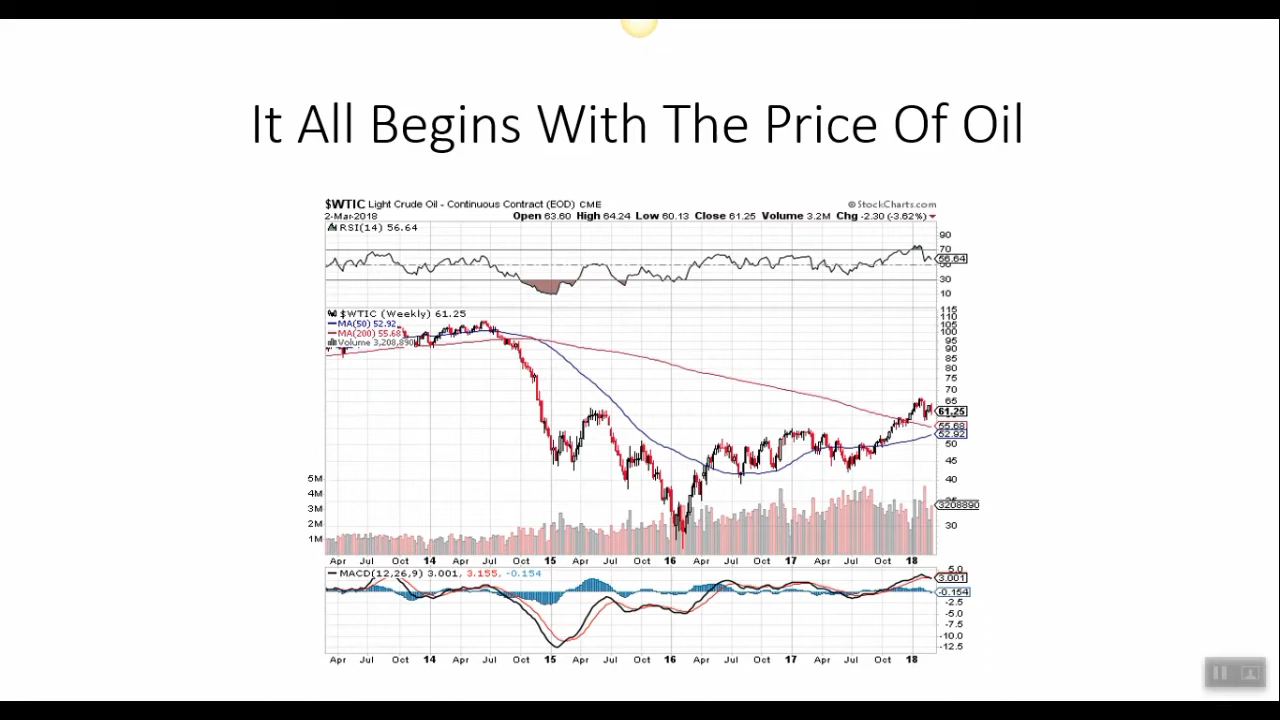 It All Begins With The Price Of Oil
$WTIC Light Crude Oil - Continuous Contract (EOD) CME © StockCharts.com
2-Mar-2018 Open 63.60 High 64.24 Low 60.13 Close 61.25 Volume 3.2M Chg -2.30 (-3.62%)
RSI(14) 56.64
90
70
56.64
50
30
10
$WTIC (Weekly) 61.25
MA(50) 52.92
MA(200) 55.68
Volume 3,208,890
115
110
105
100
95
90
85
80
75
70
65
61.25
55.68
52.92
50
45
40
35
30
3208890
5M
4M
3M
2M
1M
Apr Jul Oct 14 Apr Jul Oct 15 Apr Jul Oct 16 Apr Jul Oct 17 Apr Jul Oct 18
MACD(12,26,9) 3.001, 3.155, -0.154
5.0
3.001
-0.154
-2.5
-5.0
-7.5
-10.0
-12.5
Apr Jul Oct 14 Apr Jul Oct 15 Apr Jul Oct 16 Apr Jul Oct 17 Apr Jul Oct 18